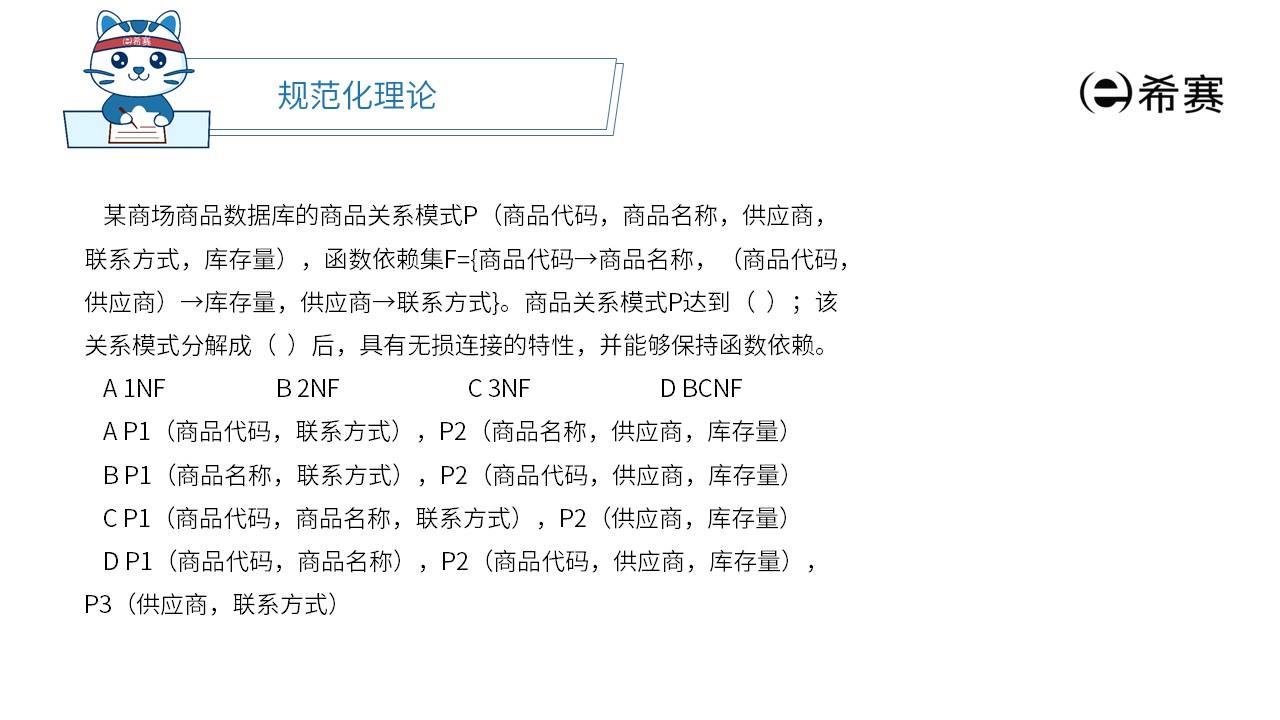 希赛
规范化理论
希赛
某商场商品数据库的商品关系模式P（商品代码，商品名称，供应商，
联系方式，库存量），函数依赖集F={商品代码→商品名称，（商品代码，
供应商）→库存量，供应商→联系方式}。商品关系模式P达到（ ）；该
关系模式分解成（ ）后，具有无损连接的特性，并能够保持函数依赖。
A 1NF B 2NF C 3NF D BCNF
A P1（商品代码，联系方式），P2（商品名称，供应商，库存量）
B P1（商品名称，联系方式），P2（商品代码，供应商，库存量）
C P1（商品代码，商品名称，联系方式），P2（供应商，库存量）
D P1（商品代码，商品名称），P2（商品代码，供应商，库存量），
P3（供应商，联系方式）